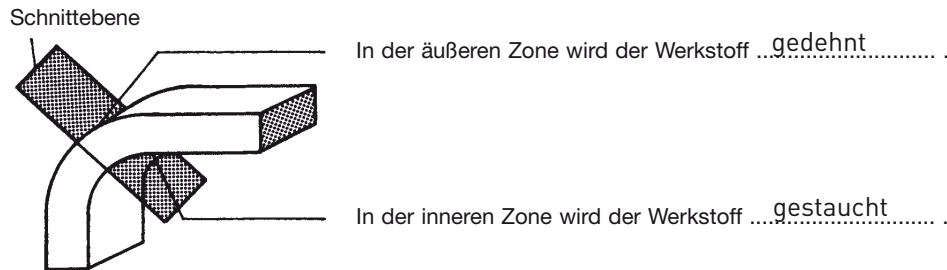 Schnittebene
In der äußeren Zone wird der Werkstoff ...gedehnt... .
In der inneren Zone wird der Werkstoff ...gestaucht... .